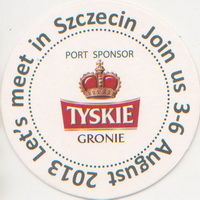 Let's meet in Szczecin Join us 3-6 August 2013
PORT SPONSOR
TYSKIE
GRONIE